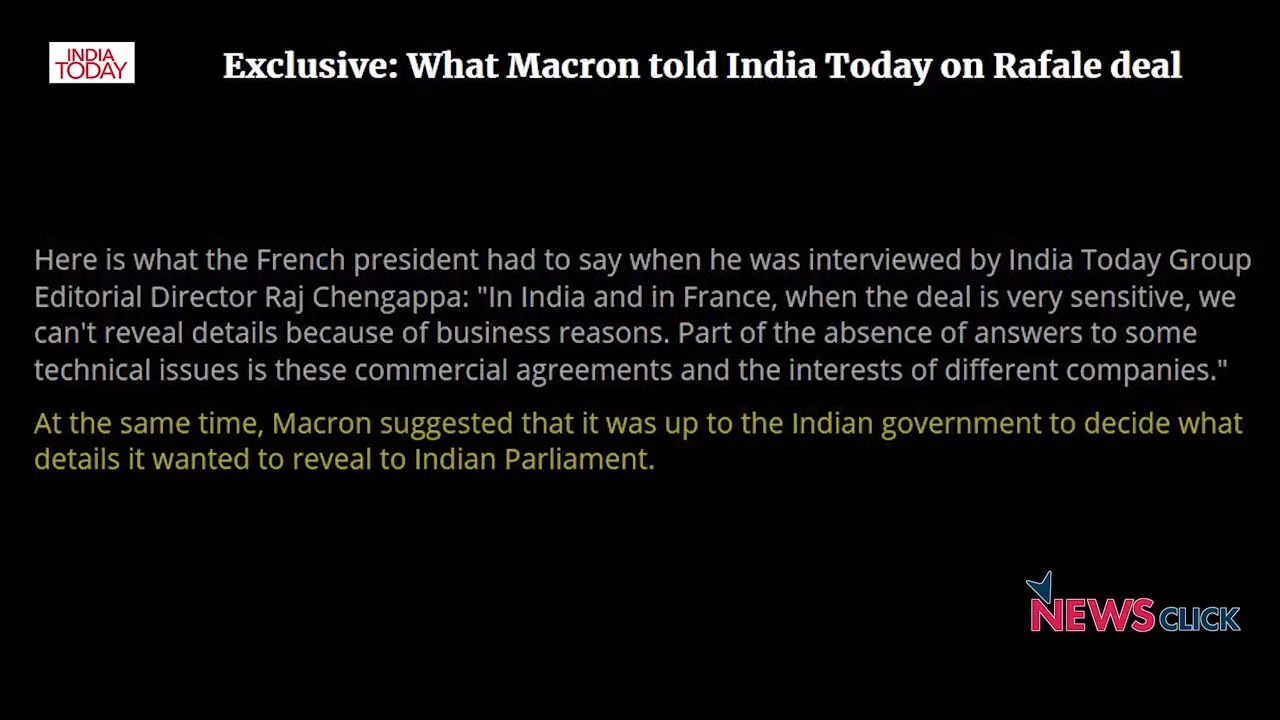 INDIA
TODAY
Exclusive: What Macron told India Today on Rafale deal
Here is what the French president had to say when he was interviewed by India Today Group
Editorial Director Raj Chengappa: "In India and in France, when the deal is very sensitive, we
can't reveal details because of business reasons. Part of the absence of answers to some
technical issues is these commercial agreements and the interests of different companies."
At the same time, Macron suggested that it was up to the Indian government to decide what
details it wanted to reveal to Indian Parliament.
NEWSCLICK